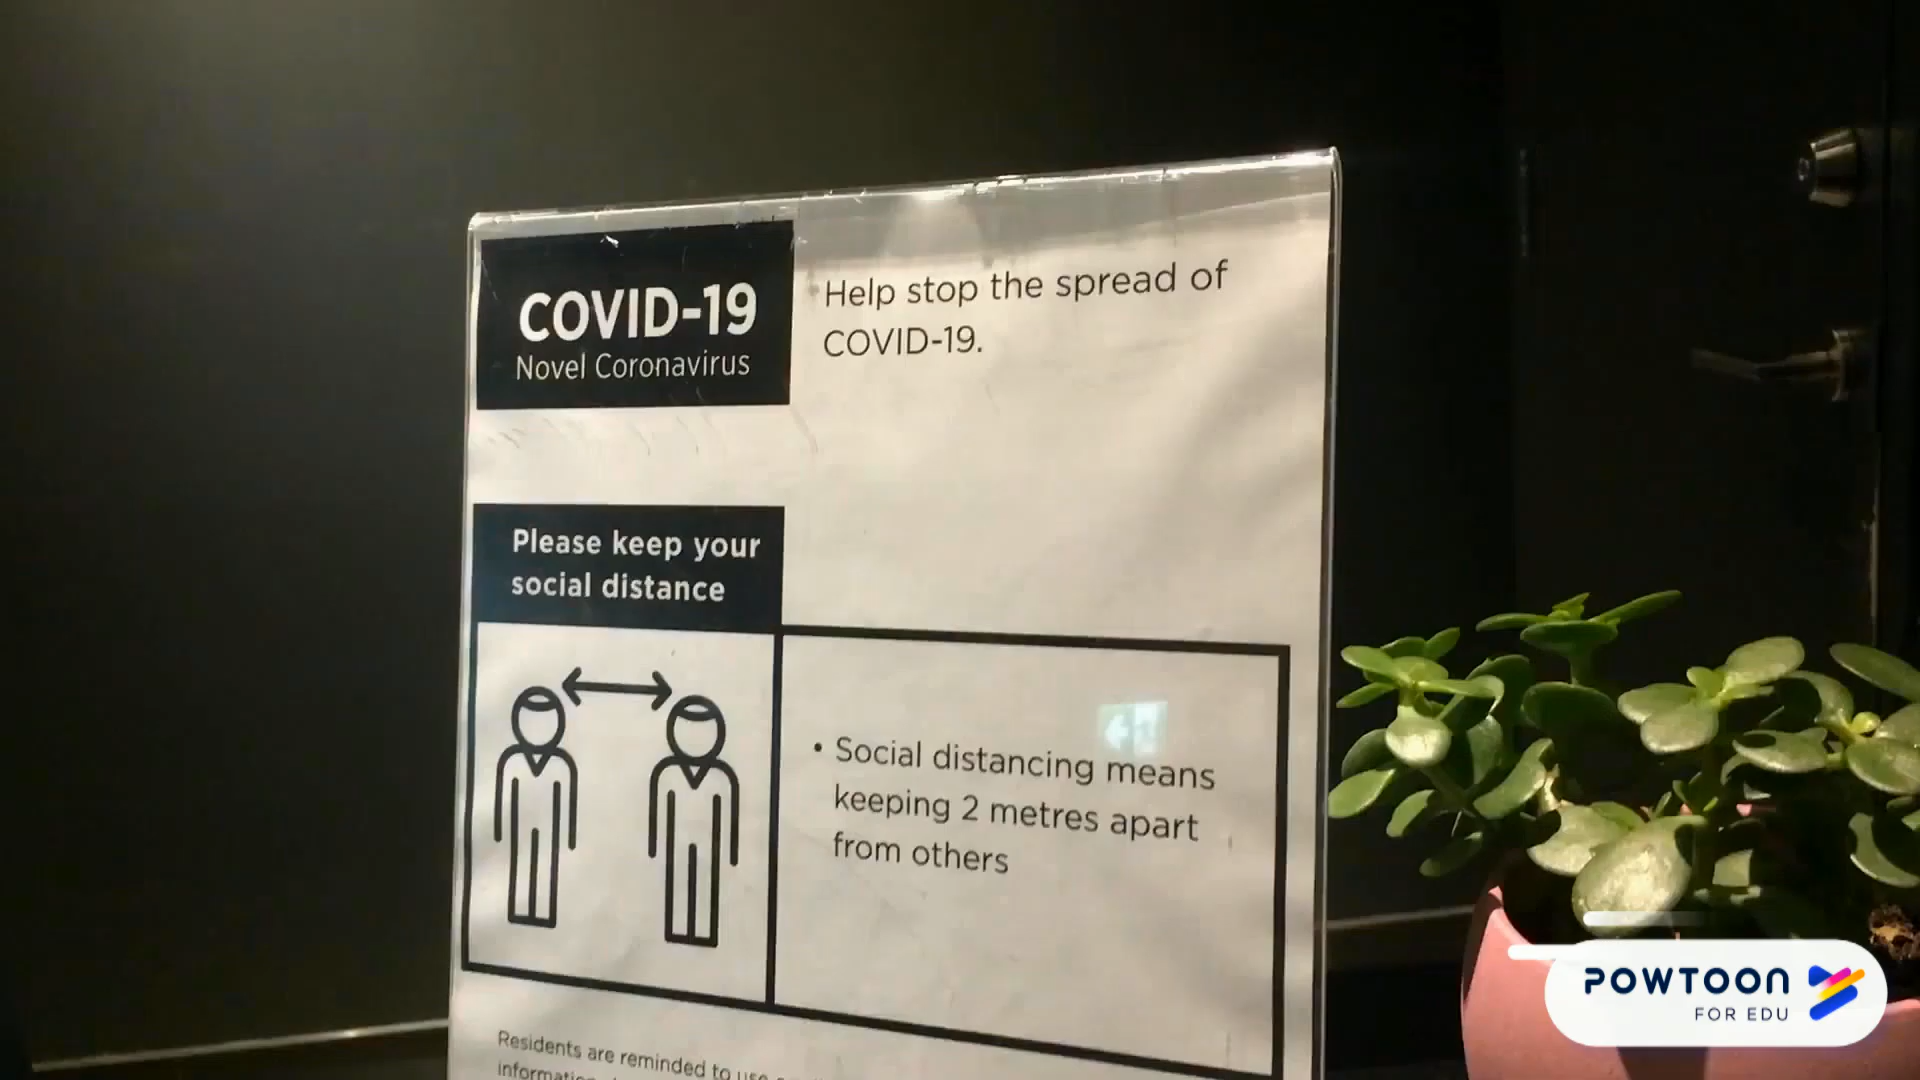 COVID-19
Novel Coronavirus
Help stop the spread of
COVID-19.
Please keep your
social distance
• Social distancing means
keeping 2 metres apart
from others
Residents are reminded to use
POWTOON
FOR EDU